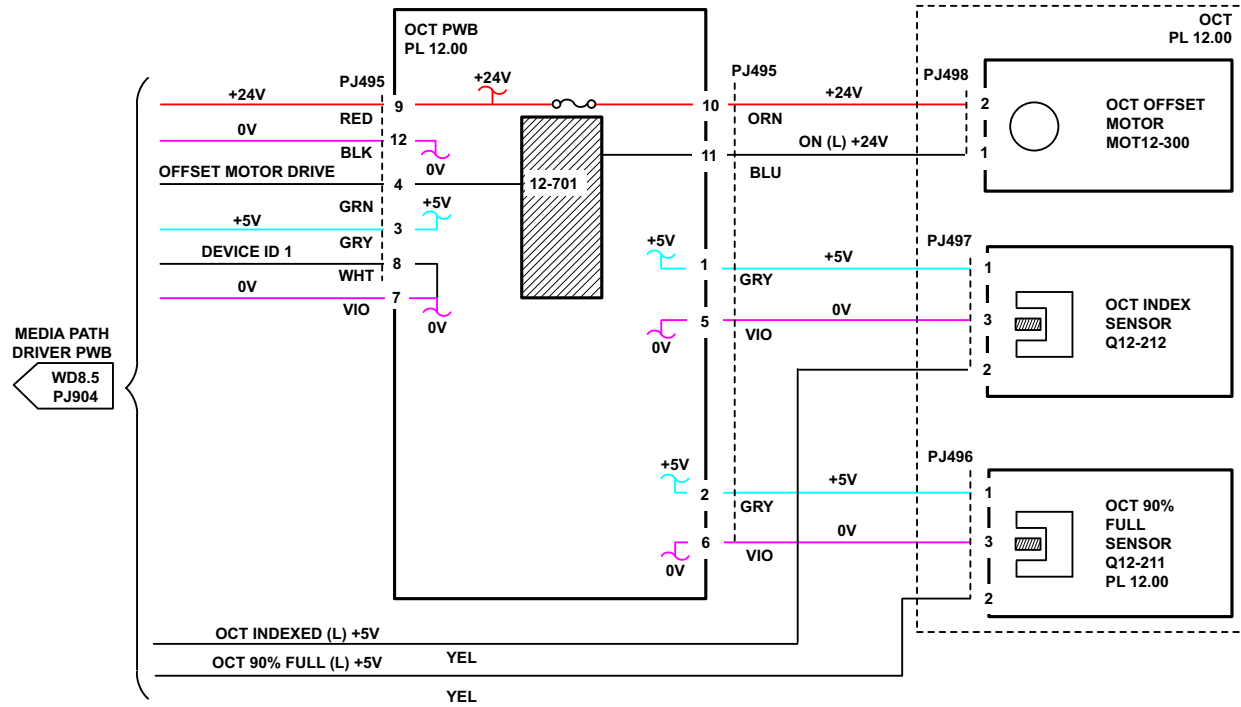 OCT PWB
PL 12.00
OCT
PL 12.00
PJ495
+24V
PJ495
PJ498
+24V
9
10
+24V
2
RED
ORN
OCT OFFSET
MOTOR
MOT12-300
0V
12
BLK
0V
11
ON (L) +24V
1
BLU
OFFSET MOTOR DRIVE
4
12-701
GRN
+5V
+5V
3
GRY
DEVICE ID 1
8
WHT
0V
7
VIO
0V
+5V
1
GRY
+5V
PJ497
1
0V
5
VIO
0V
3
2
OCT INDEX
SENSOR
Q12-212
MEDIA PATH
DRIVER PWB
WD8.5
PJ904
+5V
2
GRY
+5V
PJ496
1
0V
6
VIO
0V
3
2
OCT 90%
FULL
SENSOR
Q12-211
PL 12.00
OCT INDEXED (L) +5V
YEL
OCT 90% FULL (L) +5V
YEL